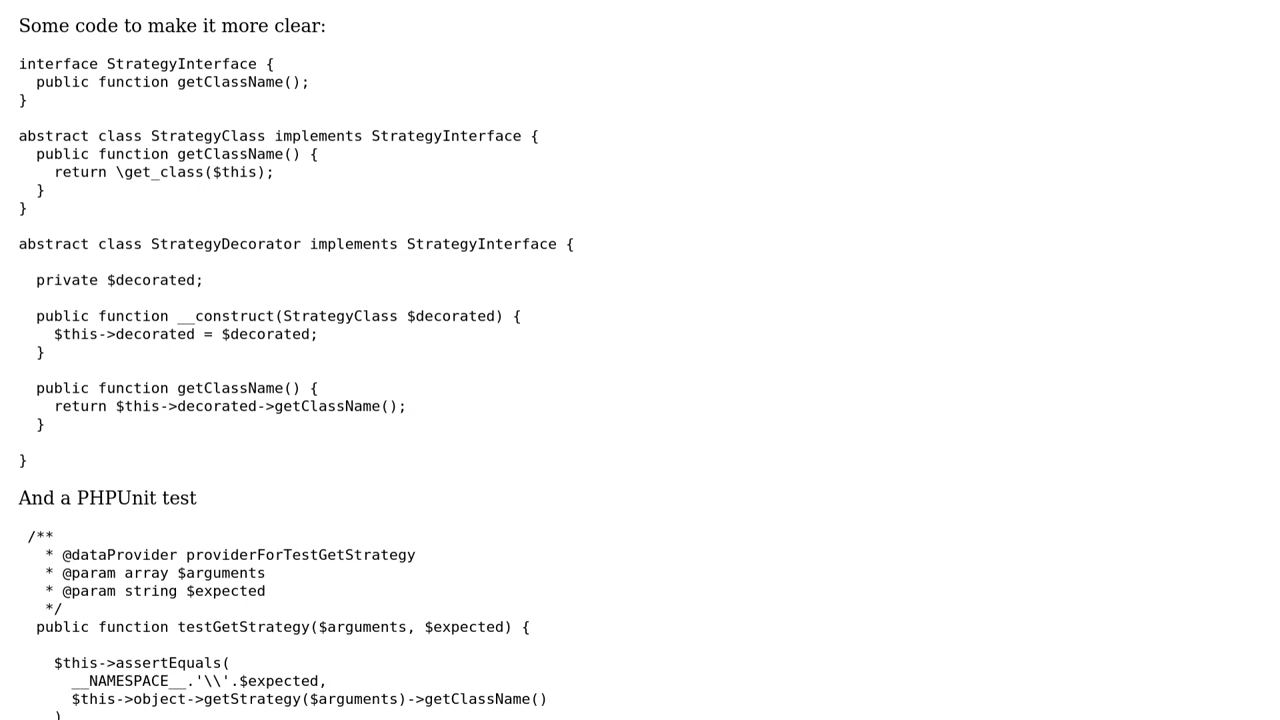 Some code to make it more clear:
interface StrategyInterface {
  public function getClassName();
}
abstract class StrategyClass implements StrategyInterface {
  public function getClassName() {
    return \get_class($this);
  }
}
abstract class StrategyDecorator implements StrategyInterface {
  private $decorated;
  public function __construct(StrategyClass $decorated) {
    $this->decorated = $decorated;
  }
  public function getClassName() {
    return $this->decorated->getClassName();
  }
}
And a PHPUnit test
 /**
   * @dataProvider providerForTestGetStrategy
   * @param array $arguments
   * @param string $expected
   */
  public function testGetStrategy($arguments, $expected) {
    $this->assertEquals(
      __NAMESPACE__.'\\'.$expected,
      $this->object->getStrategy($arguments)->getClassName()
    )